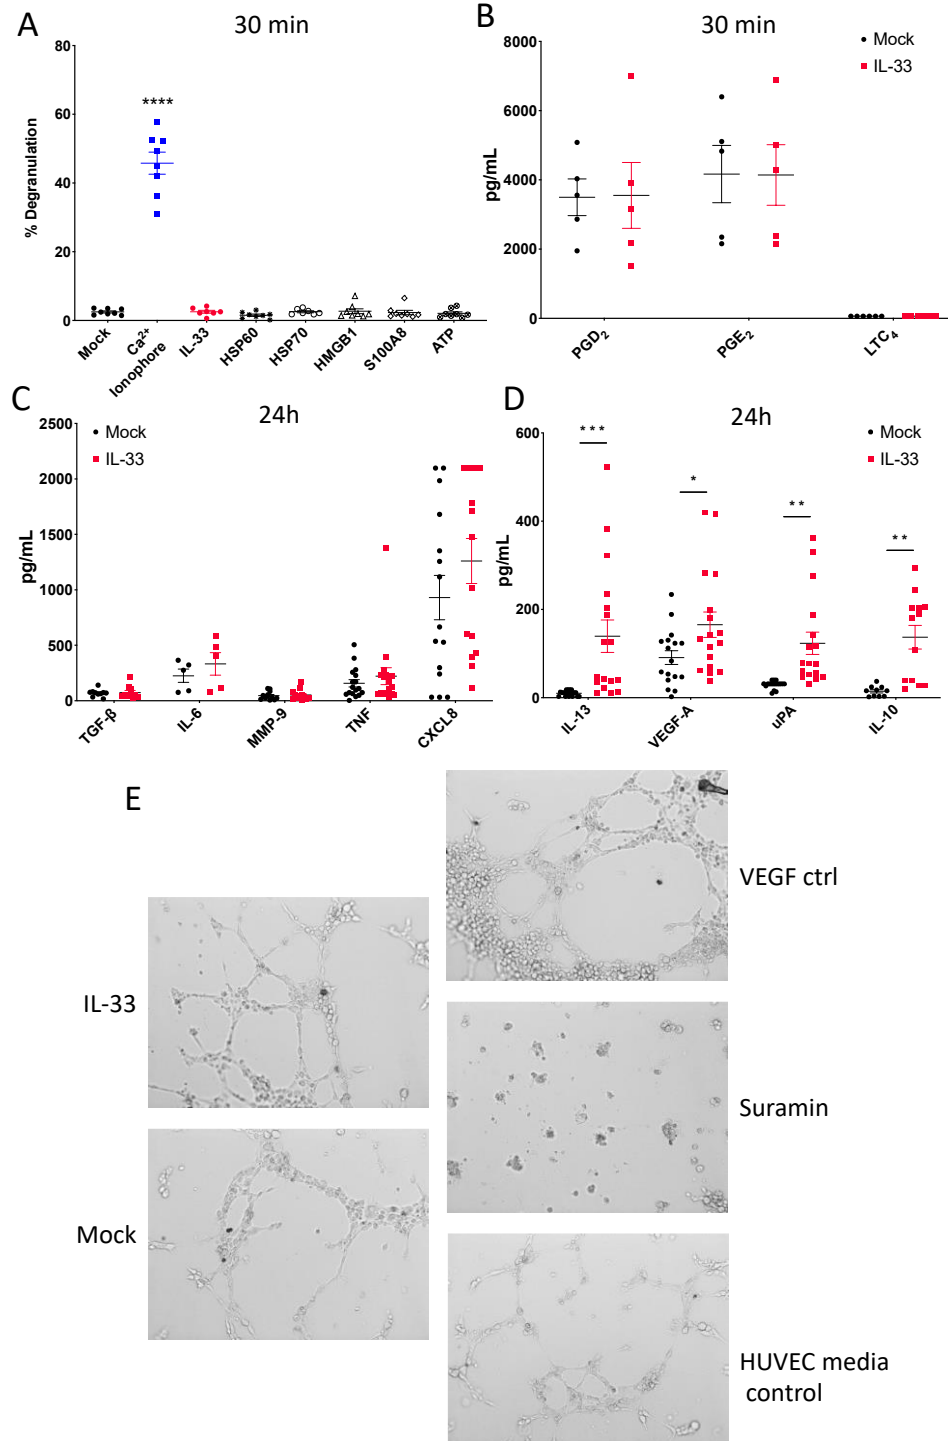 A
30 min
80
60
40
20
0
% Degranulation
****
Mock
Ca²⁺
Ionophore
IL-33
HSP60
HSP70
HMGB1
S100A8
ATP
B
30 min
Mock
IL-33
8000
6000
4000
2000
0
pg/mL
PGD₂
PGE₂
LTC₄
C
24h
Mock
IL-33
2500
2000
1500
1000
500
0
pg/mL
TGF-β
IL-6
MMP-9
TNF
CXCL8
D
24h
Mock
IL-33
600
400
200
0
pg/mL
***
*
**
**
IL-13
VEGF-A
uPA
IL-10
E
IL-33
Mock
VEGF ctrl
Suramin
HUVEC media
control